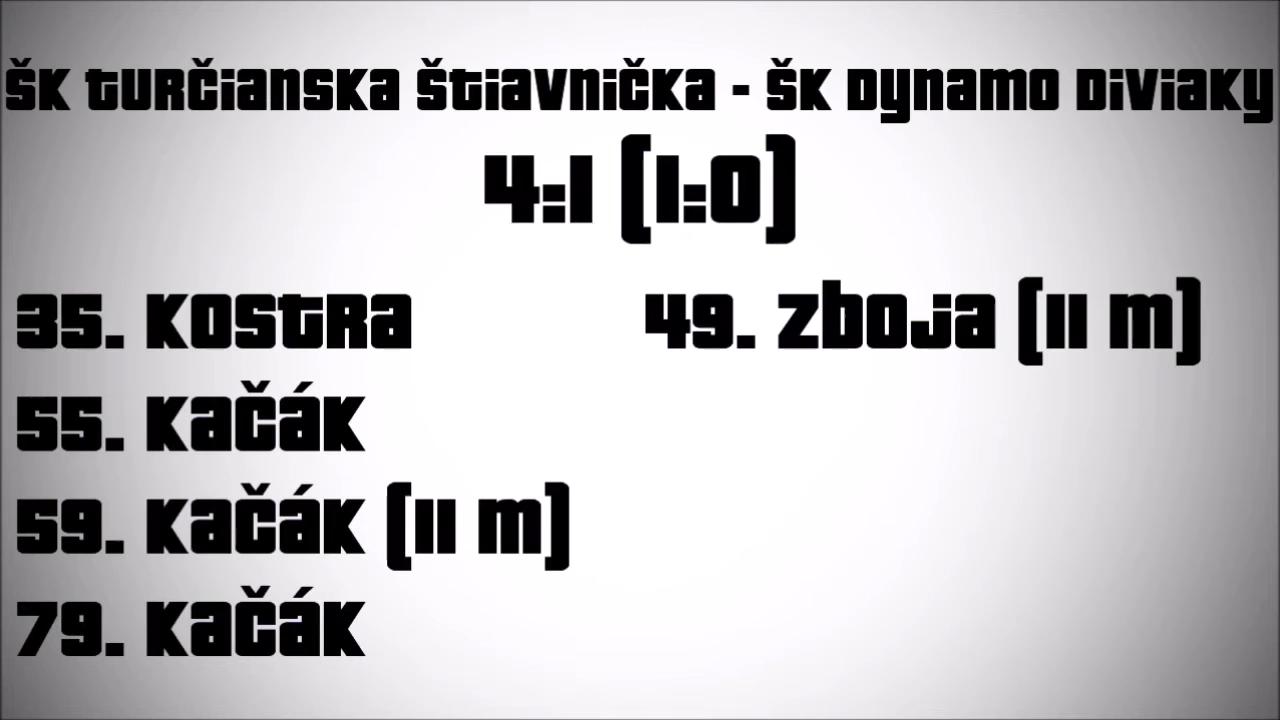 ŠK Turčianska Štiavnička - ŠK Dynamo Diviaky
4:1 (1:0)
35. Kostra
49. Zboja (11 m)
55. Kačák
59. Kačák (11 m)
79. Kačák